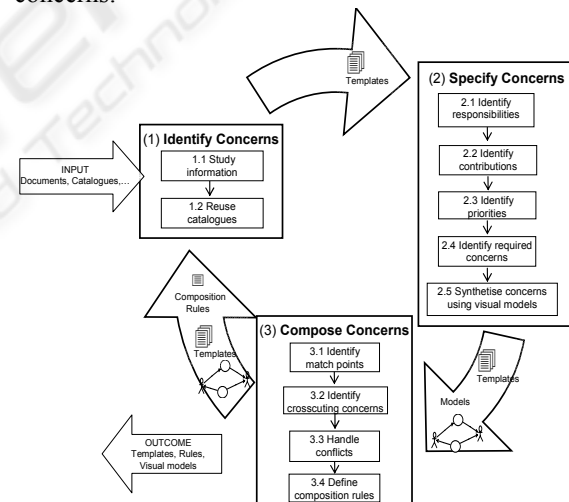 concerns.
Templates
(2) Specify Concerns
2.1 Identify
responsibilities
2.2 Identify
contributions
2.3 Identify
priorities
2.4 Identify required
concerns
2.5 Synthetise concerns
using visual models
(1) Identify Concerns
1.1 Study
information
1.2 Reuse
catalogues
INPUT
Documents, Catalogues,...
Composition
Rules
Templates
(3) Compose Concerns
3.1 Identify
match points
3.2 Identify
crosscutting concerns
3.3 Handle
conflicts
3.4 Define
composition rules
Templates
Models
OUTCOME
Templates, Rules,
Visual models